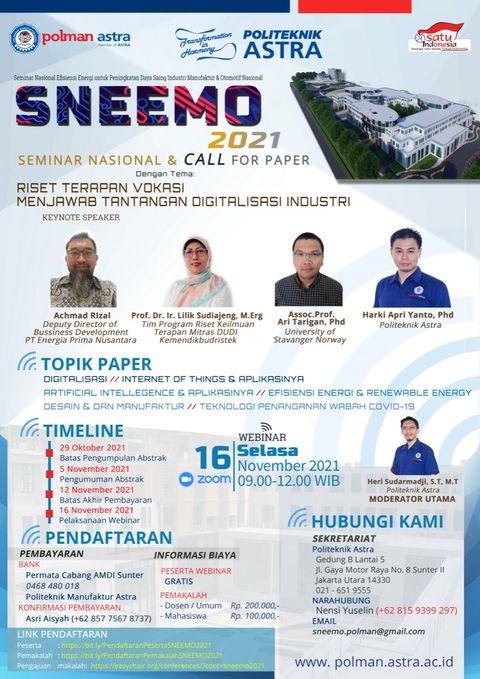 polman astra
member of ASTRA
Transformation in Harmony
POLITEKNIK
ASTRA
satu
Indonesia
Seminar Nasional Efisiensi Energi untuk Peningkatan Daya Saing Industri Manufaktur & Otomotif Nasional
SNEEMO
2021
SEMINAR NASIONAL & CALL FOR PAPER
Dengan Tema:
RISET TERAPAN VOKASI
MENJAWAB TANTANGAN DIGITALISASI INDUSTRI
KEYNOTE SPEAKER
Achmad Rizal
Deputy Director of
Bussiness Development
PT Energia Prima Nusantara
Prof. Dr. Ir. Lilik Sudiajeng, M.Erg
Tim Program Riset Keilmuan
Terapan Mitras DUDI
Kemendikbudristek
Assoc.Prof.
Ari Tarigan, Phd
University of
Stavanger Norway
Harki Apri Yanto, Phd
Politeknik Astra
TOPIK PAPER
DIGITALISASI // INTERNET OF THINGS & APLIKASINYA
ARTIFICIAL INTELLEGENCE & APLIKASINYA // EFISIENSI ENERGI & RENEWABLE ENERGY
DESAIN & DAN MANUFAKTUR // TEKNOLOGI PENANGANAN WABAH COVID-19
TIMELINE
29 Oktober 2021
Batas Pengumpulan Abstrak
5 November 2021
Pengumuman Abstrak
12 November 2021
Batas Akhir Pembayaran
16 November 2021
Pelaksanaan Webinar
WEBINAR
16 Selasa
November 2021
zoom 09.00-12.00 WIB
Heri Sudarmadji, S.T, M.T
Politeknik Astra
MODERATOR UTAMA
PENDAFTARAN
PEMBAYARAN
BANK
Permata Cabang AMDI Sunter
0468 480 018
Politeknik Manufaktur Astra
KONFIRMASI PEMBAYARAN
Asri Aisyah (+62 857 7567 8737)
INFORMASI BIAYA
PESERTA WEBINAR
GRATIS
PEMAKALAH
- Dosen / Umum Rp. 200.000,-
- Mahasiswa Rp. 100.000,-
HUBUNGI KAMI
SEKRETARIAT
Politeknik Astra
Gedung B Lantai 5
Jl. Gaya Motor Raya No. 8 Sunter II
Jakarta Utara 14330
021 - 651 9555
NARAHUBUNG
Nensi Yuselin (+62 815 9399 297)
EMAIL
sneemo.polman@gmail.com
LINK PENDAFTARAN
Peserta : https://bit.ly/PendaftaranPesertaSNEEMO2021
Pemakalah : https://bit.ly/PendaftaranPemakalahSNEEMO2021
Pengajuan makalah: https://easychair.org/conferences/?conf=sneemo2021
www. polman.astra.ac.id